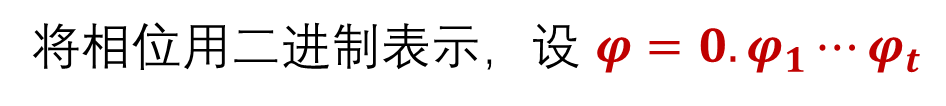 将相位用二进制表示，设 φ = 0. φ₁ ⋯ φₜ